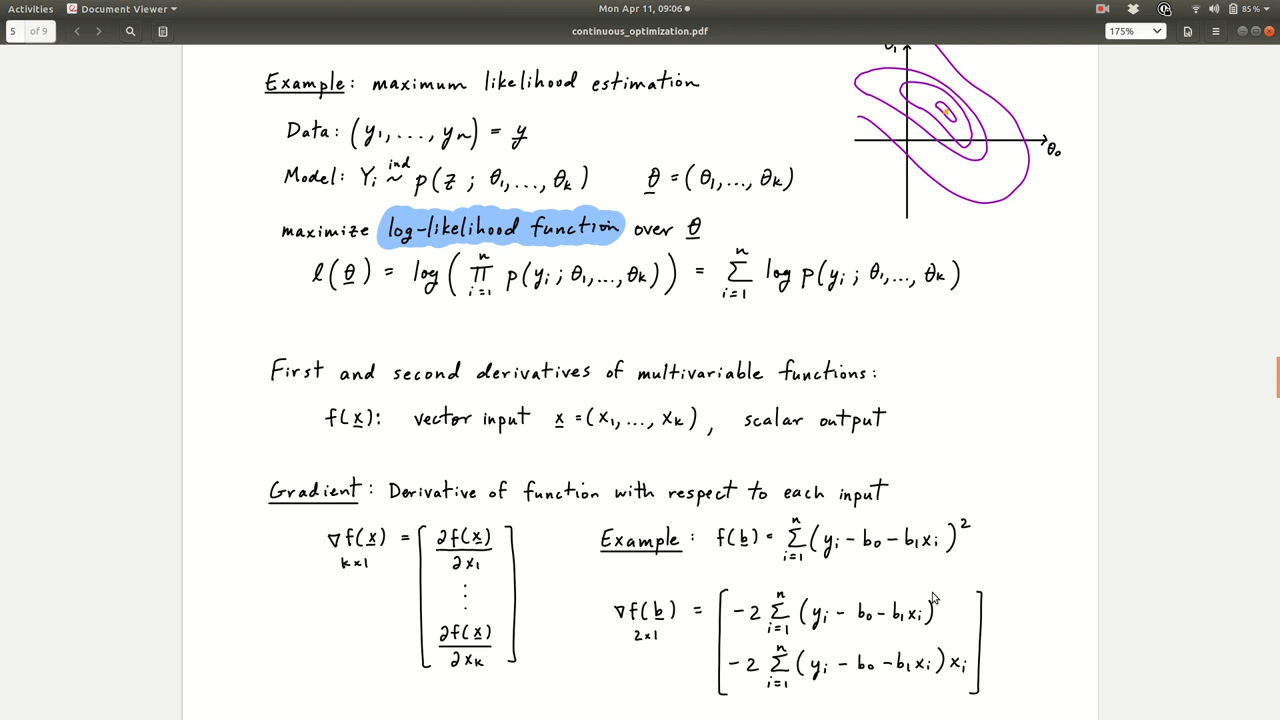 Activities Document Viewer Mon Apr 11, 09:06 85%
5 of 9 continuous_optimization.pdf 175%
Example: maximum likelihood estimation
Data: (y₁,..., yₙ) = y
Model: Yᵢ ind ~ p(z ; θ₁,...,θₖ) θ = (θ₁,..., θₖ)
θ₁
θ₀
maximize log-likelihood function over θ
l(θ) = log( ∏ᵢ₌₁ⁿ p(yᵢ; θ₁,...,θₖ) ) = ∑ᵢ₌₁ⁿ log p(yᵢ ; θ₁,..., θₖ)
First and second derivatives of multivariable functions:
f(x): vector input x = (x₁,..., xₖ), scalar output
Gradient: Derivative of function with respect to each input
∇f(x) = [ ∂f(x)/∂x₁ ⋮ ∂f(x)/∂xₖ ]
k×1
Example: f(b) = ∑ᵢ₌₁ⁿ (yᵢ − b₀ − b₁xᵢ)²
∇f(b) = [ −2 ∑ᵢ₌₁ⁿ (yᵢ − b₀ − b₁xᵢ)
2×1
−2 ∑ᵢ₌₁ⁿ (yᵢ − b₀ − b₁xᵢ) xᵢ ]